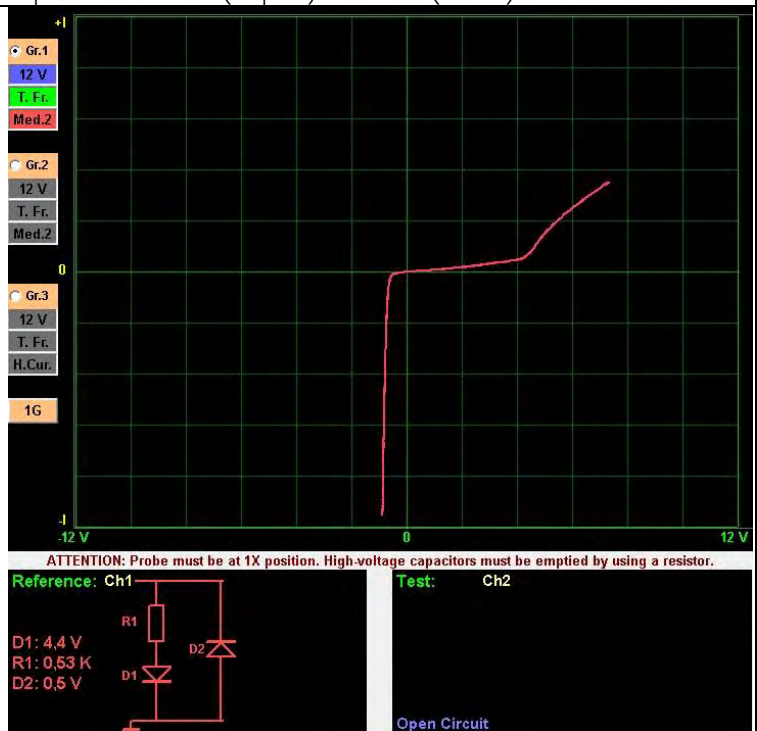 +I
Gr.1
12 V
T. Fr.
Med.2
Gr.2
12 V
T. Fr.
Med.2
0
Gr.3
12 V
T. Fr.
H.Cur.
1G
-I
-12 V
0
12 V
ATTENTION: Probe must be at 1X position. High-voltage capacitors must be emptied by using a resistor.
Reference: Ch1
R1
D1: 4,4 V
R1: 0,53 K
D2: 0,5 V
D2
D1
Test: Ch2
Open Circuit